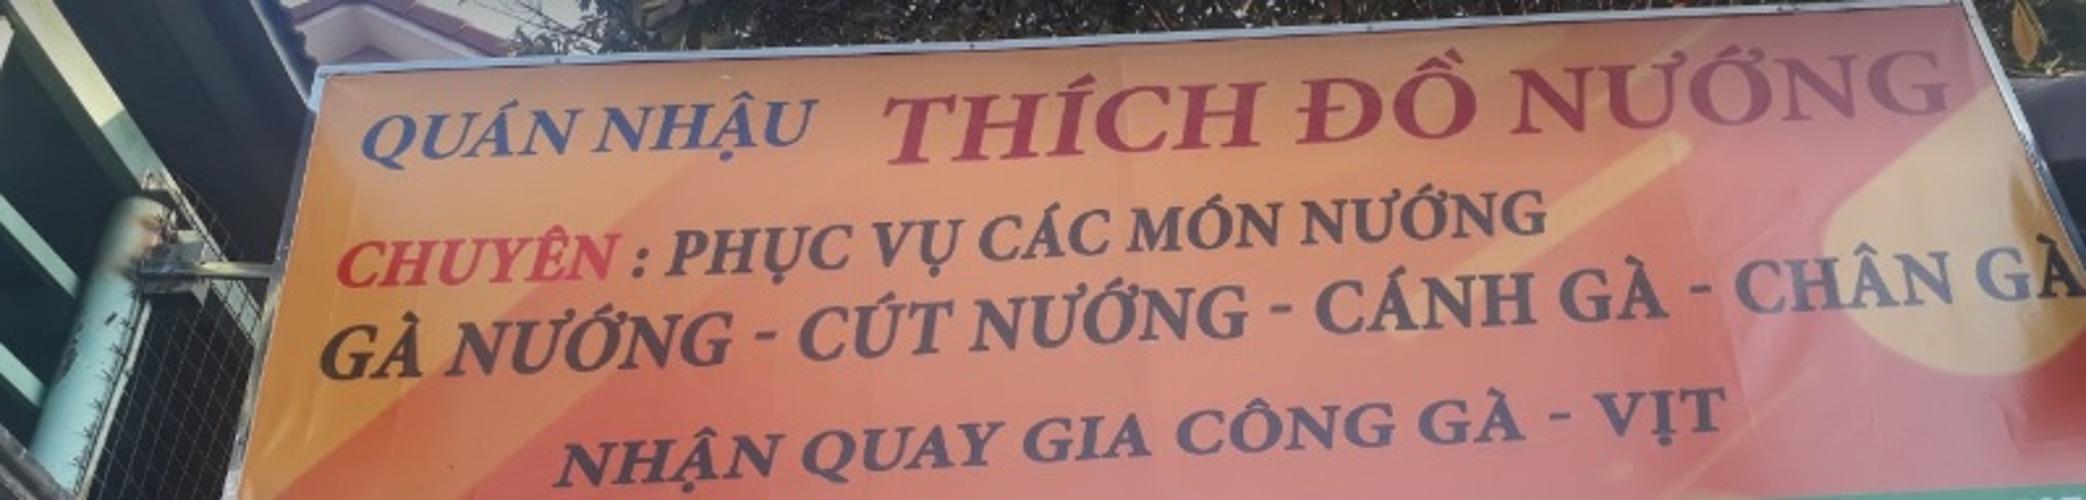 QUÁN NHẬU THÍCH ĐỒ NƯỚNG
CHUYÊN : PHỤC VỤ CÁC MÓN NƯỚNG
GÀ NƯỚNG - CÚT NƯỚNG - CÁNH GÀ - CHÂN GÀ
NHẬN QUAY GIA CÔNG GÀ - VỊT